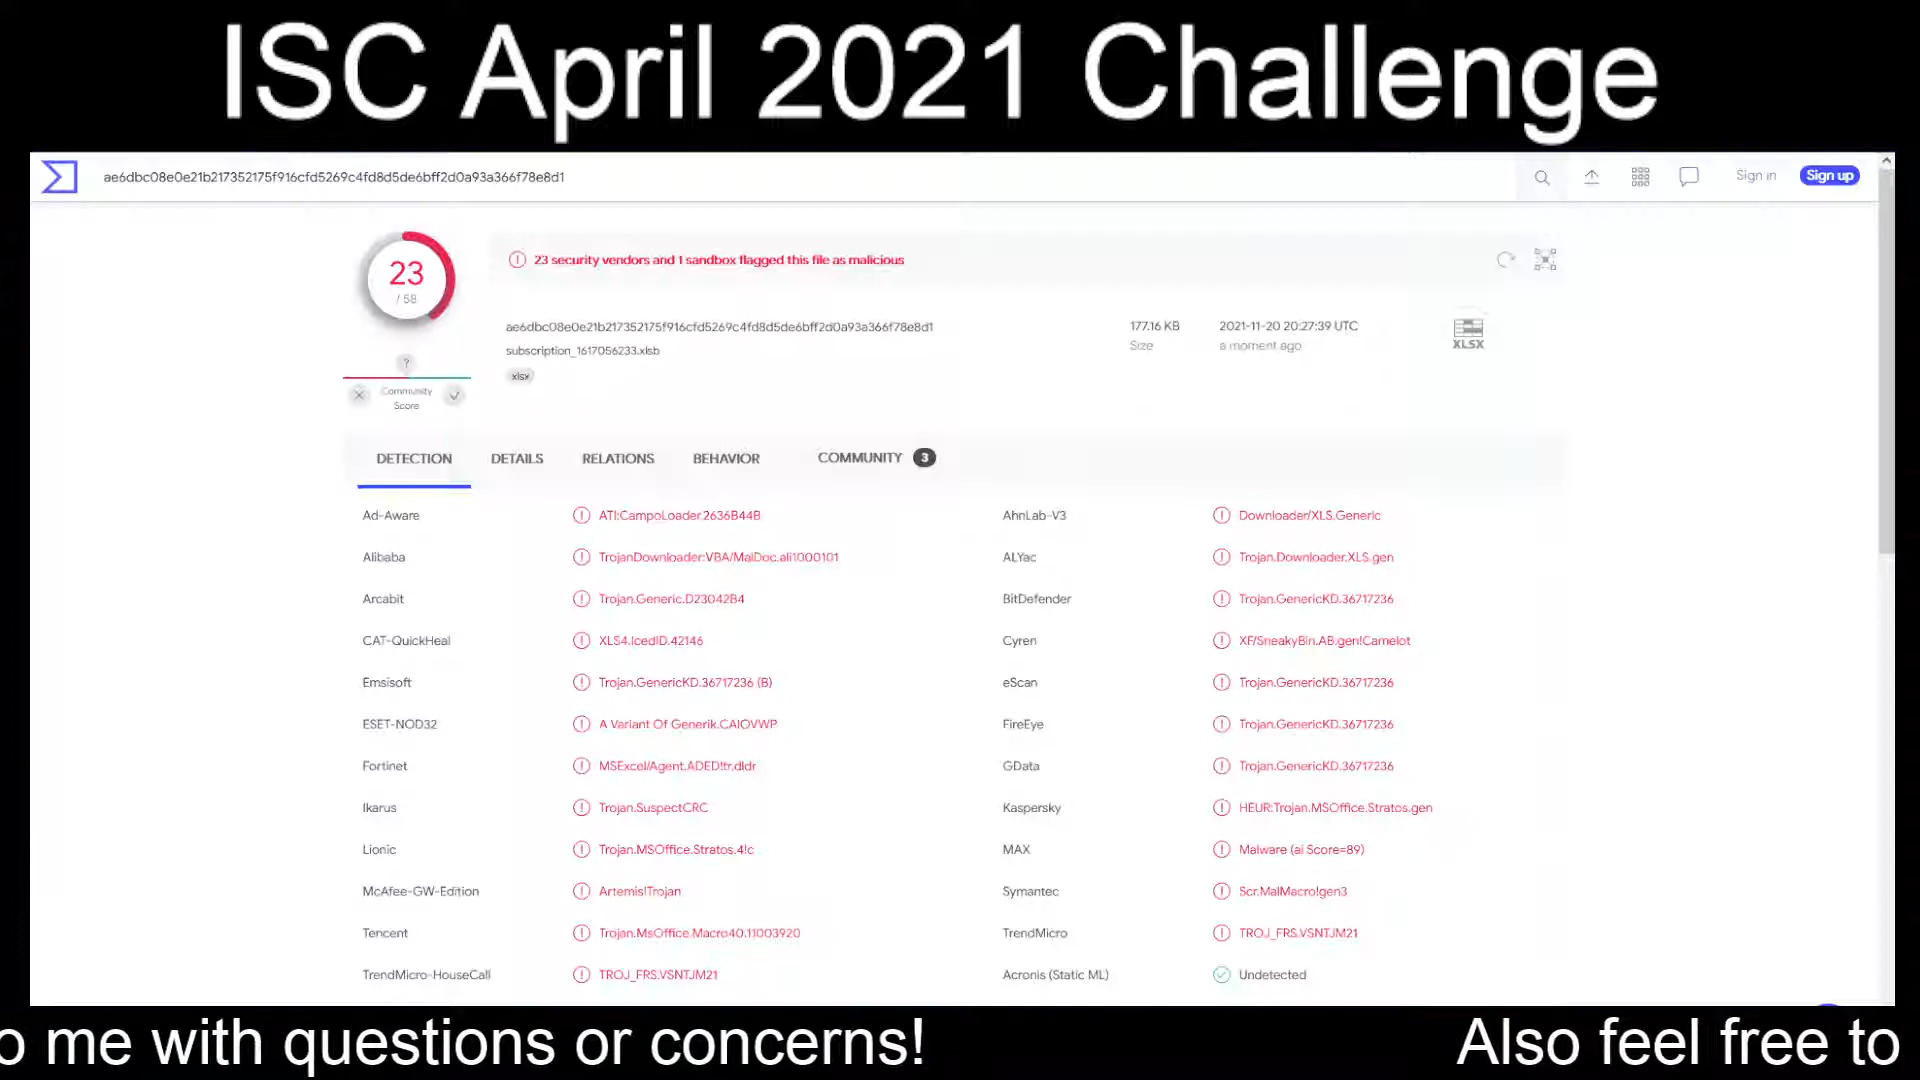 ISC April 2021 Challenge
ae6dbc08e0e21b217352175f916cfd5269c4fd8d5de6bff2d0a93a366f78e8d1
Sign in
Sign up
23
/ 58
23 security vendors and 1 sandbox flagged this file as malicious
ae6dbc08e0e21b217352175f916cfd5269c4fd8d5de6bff2d0a93a366f78e8d1
subscription_1617056233.xlsb
xlsx
177.16 KB
Size
2021-11-20 20:27:39 UTC
a moment ago
XLSX
?
Community
Score
DETECTION DETAILS RELATIONS BEHAVIOR COMMUNITY 3
Ad-Aware ATI:CampoLoader.2636B44B AhnLab-V3 Downloader/XLS.Generic
Alibaba TrojanDownloader:VBA/MalDoc.ali1000101 ALYac Trojan.Downloader.XLS.gen
Arcabit Trojan.Generic.D23042B4 BitDefender Trojan.GenericKD.36717236
CAT-QuickHeal XLS4.IcedID.42146 Cyren XF/SneakyBin.AB.gen!Camelot
Emsisoft Trojan.GenericKD.36717236 (B) eScan Trojan.GenericKD.36717236
ESET-NOD32 A Variant Of Generik.CAIOVWP FireEye Trojan.GenericKD.36717236
Fortinet MSExcel/Agent.ADED!tr.dldr GData Trojan.GenericKD.36717236
Ikarus Trojan.SuspectCRC Kaspersky HEUR:Trojan.MSOffice.Stratos.gen
Lionic Trojan.MSOffice.Stratos.4!c MAX Malware (ai Score=89)
McAfee-GW-Edition Artemis!Trojan Symantec Scr.MalMacro!gen3
Tencent Trojan.MsOffice.Macro40.11003920 TrendMicro TROJ_FRS.VSNTJM21
TrendMicro-HouseCall TROJ_FRS.VSNTJM21 Acronis (Static ML) Undetected
o me with questions or concerns! Also feel free to